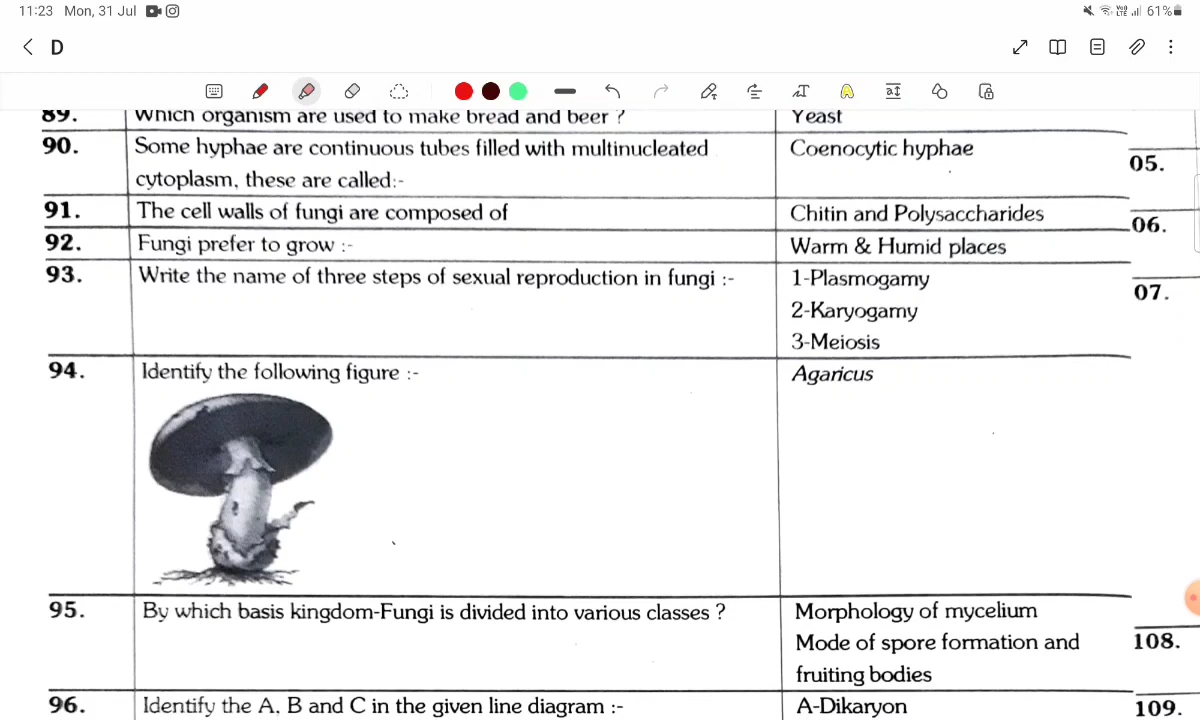 11:23 Mon, 31 Jul 61%
D
89. Which organism are used to make bread and beer ? Yeast
90. Some hyphae are continuous tubes filled with multinucleated Coenocytic hyphae
cytoplasm, these are called:-
05.
91. The cell walls of fungi are composed of Chitin and Polysaccharides
06.
92. Fungi prefer to grow :- Warm & Humid places
93. Write the name of three steps of sexual reproduction in fungi :- 1-Plasmogamy
07.
2-Karyogamy
3-Meiosis
94. Identify the following figure :- Agaricus
95. By which basis kingdom-Fungi is divided into various classes ? Morphology of mycelium
Mode of spore formation and
108.
fruiting bodies
96. Identify the A, B and C in the given line diagram :- A-Dikaryon
109.